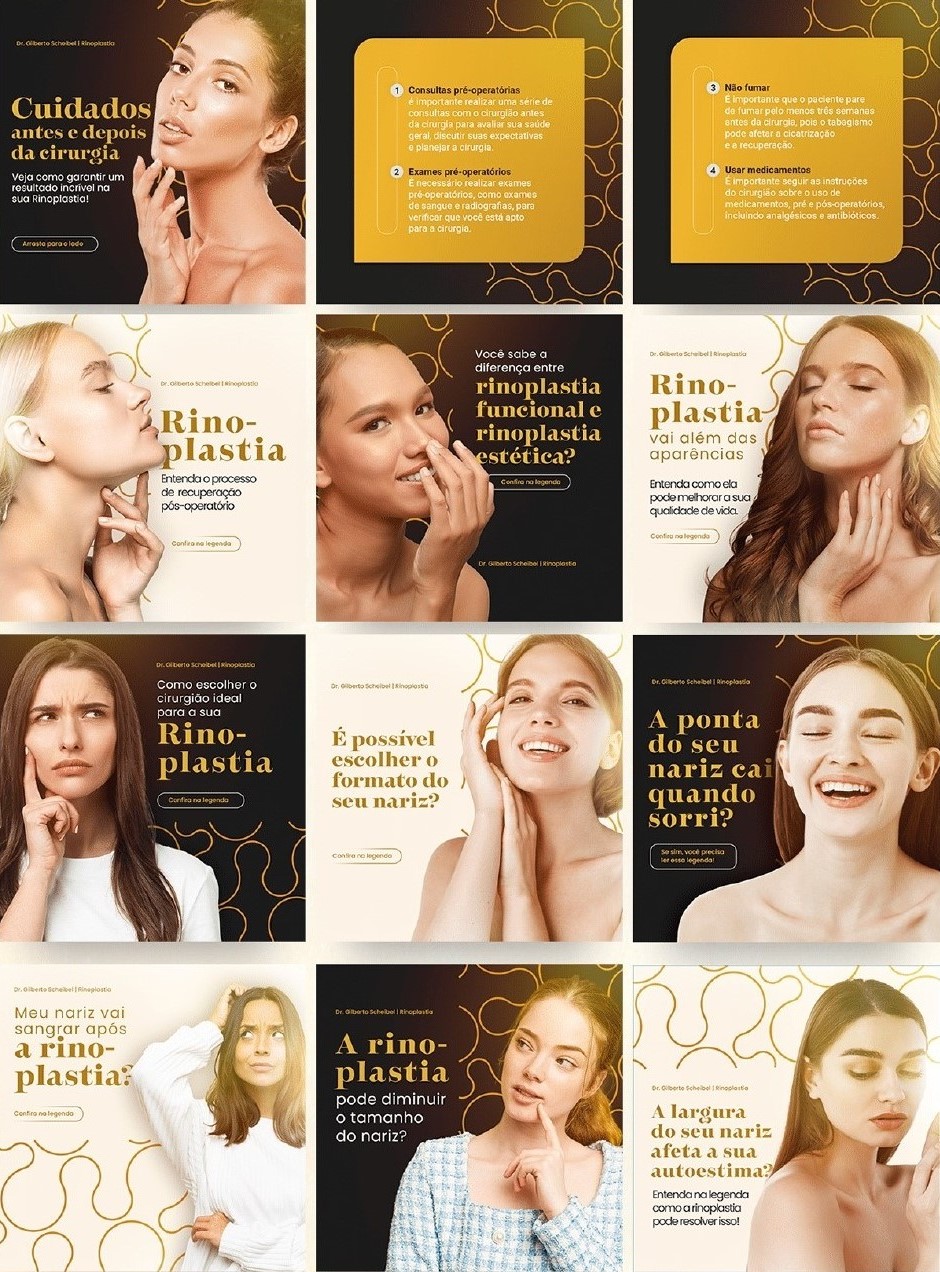 Dr. Gilberto Scheibel | Rinoplastia
Cuidados
antes e depois
da cirurgia
Veja como garantir um
resultado incrível na
sua Rinoplastia!
Arraste para o lado
1 Consultas pré-operatórias
é importante realizar uma série de
consultas com o cirurgião antes
da cirurgia para avaliar sua saúde
geral, discutir suas expectativas
e planejar a cirurgia.
2 Exames pré-operatórios
É necessário realizar exames
pré-operatórios, como exames
de sangue e radiografias, para
verificar que você está apto
para a cirurgia.
3 Não fumar
É importante que o paciente pare
de fumar pelo menos três semanas
antes da cirurgia, pois o tabagismo
pode afetar a cicatrização
e a recuperação.
4 Usar medicamentos
É importante seguir as instruções
do cirurgião sobre o uso de
medicamentos, pré e pós-operatórios,
incluindo analgésicos e antibióticos.
Dr. Gilberto Scheibel | Rinoplastia
Rino-
plastia
Entenda o processo
de recuperação
pós-operatório
Confira na legenda
Você sabe a
diferença entre
rinoplastia
funcional e
rinoplastia
estética?
Confira na legenda
Dr. Gilberto Scheibel | Rinoplastia
Dr. Gilberto Scheibel | Rinoplastia
Rino-
plastia
vai além das
aparências
Entenda como ela
pode melhorar a sua
qualidade de vida.
Confira na legenda
Dr. Gilberto Scheibel | Rinoplastia
Como escolher o
cirurgião ideal
para a sua
Rino-
plastia
Confira na legenda
Dr. Gilberto Scheibel | Rinoplastia
É possível
escolher o
formato do
seu nariz?
Confira na legenda
Dr. Gilberto Scheibel | Rinoplastia
A ponta
do seu
nariz cai
quando
sorri?
Se sim, você precisa
ler essa legenda!
Dr. Gilberto Scheibel | Rinoplastia
Meu nariz vai
sangrar após
a rino-
plastia?
Confira na legenda
Dr. Gilberto Scheibel | Rinoplastia
A rino-
plastia
pode diminuir
o tamanho
do nariz?
Dr. Gilberto Scheibel | Rinoplastia
A largura
do seu nariz
afeta a sua
autoestima?
Entenda na legenda
como a rinoplastia
pode resolver isso!